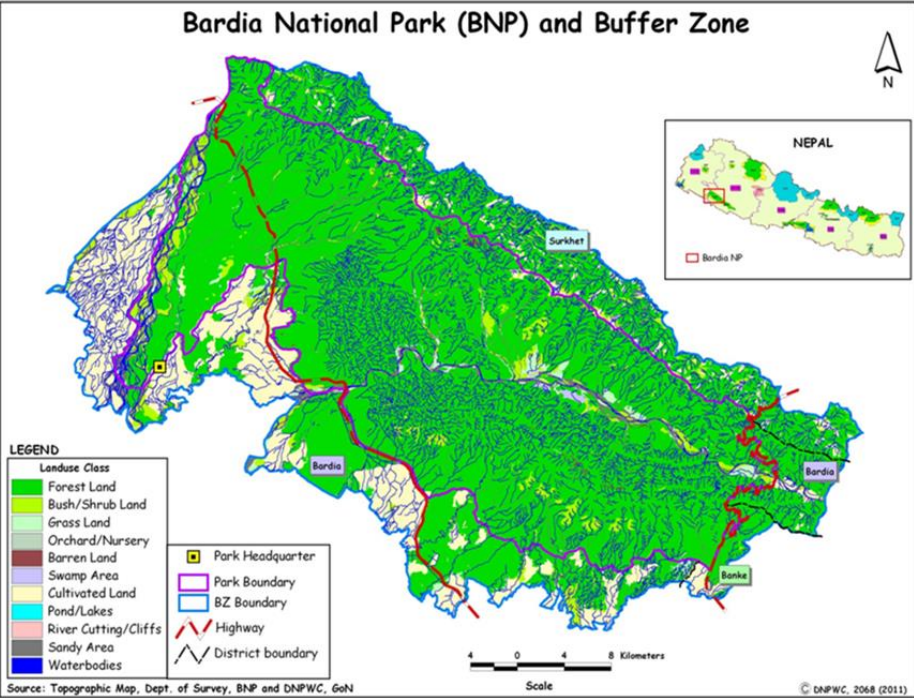 Bardia National Park (BNP) and Buffer Zone
N
NEPAL
Bardia NP
Surkhet
Bardia
Bardia
Banke
LEGEND
Landuse Class
Forest Land
Bush/Shrub Land
Grass Land
Orchard/Nursery
Barren Land
Swamp Area
Cultivated Land
Pond/Lakes
River Cutting/Cliffs
Sandy Area
Waterbodies
Park Headquarter
Park Boundary
BZ Boundary
Highway
District boundary
4 0 4 8 Kilometers
Scale
Source: Topographic Map, Dept. of Survey, BNP and DNPWC, GoN
© DNPWC, 2068 (2011)